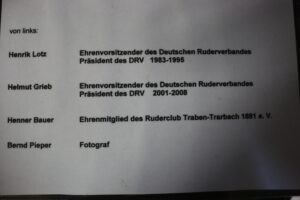 von links:
Henrik Lotz Ehrenvorsitzender des Deutschen Ruderverbandes
Präsident des DRV 1983-1995
Helmut Grieb Ehrenvorsitzender des Deutschen Ruderverbandes
Präsident des DRV 2001-2008
Henner Bauer Ehrenmitglied des Ruderclub Traben-Trarbach 1881 e. V.
Bernd Pieper Fotograf